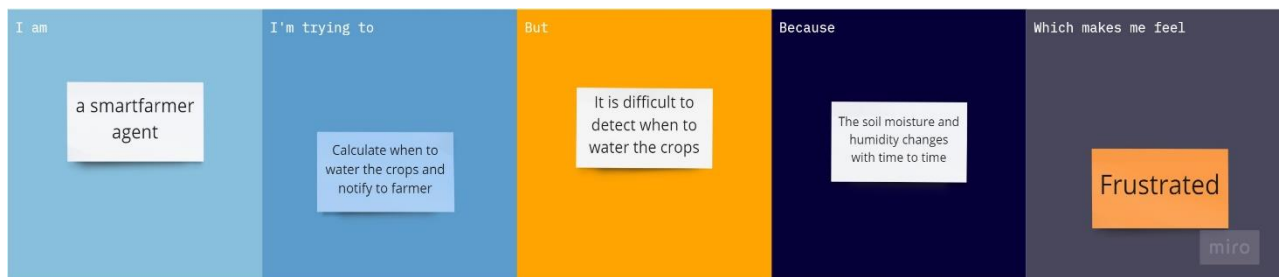 I am
a smartfarmer
agent
I'm trying to
Calculate when to
water the crops and
notify to farmer
But
It is difficult to
detect when to
water the crops
Because
The soil moisture and
humidity changes
with time to time
Which makes me feel
Frustrated
miro